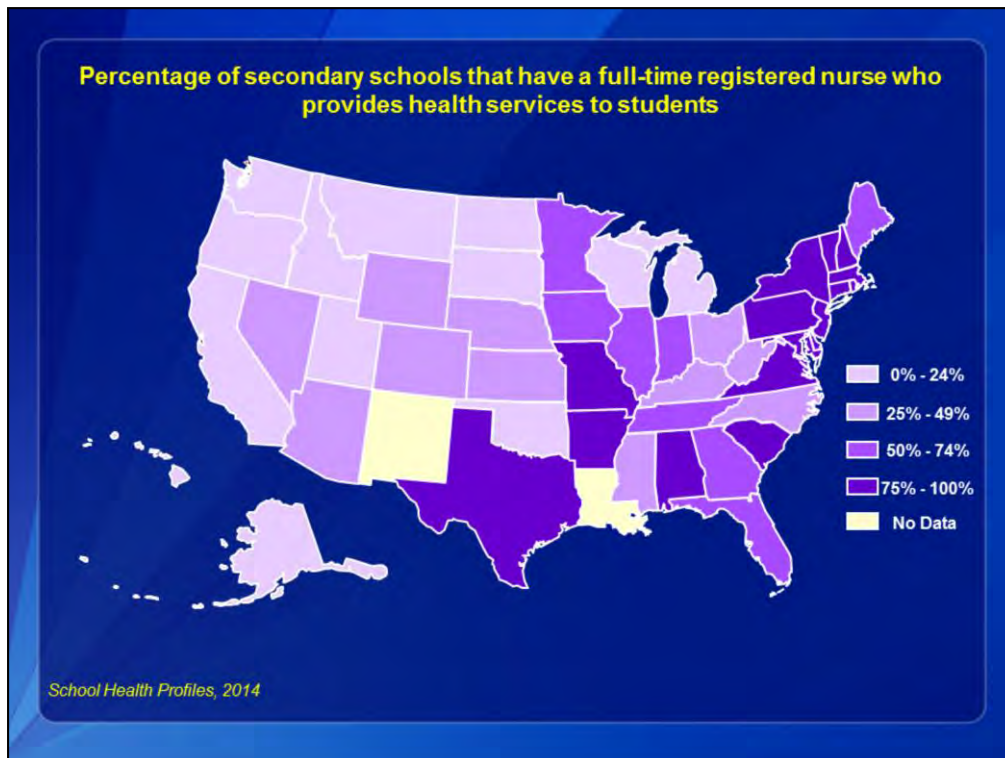 Percentage of secondary schools that have a full-time registered nurse who
provides health services to students
0% - 24%
25% - 49%
50% - 74%
75% - 100%
No Data
School Health Profiles, 2014